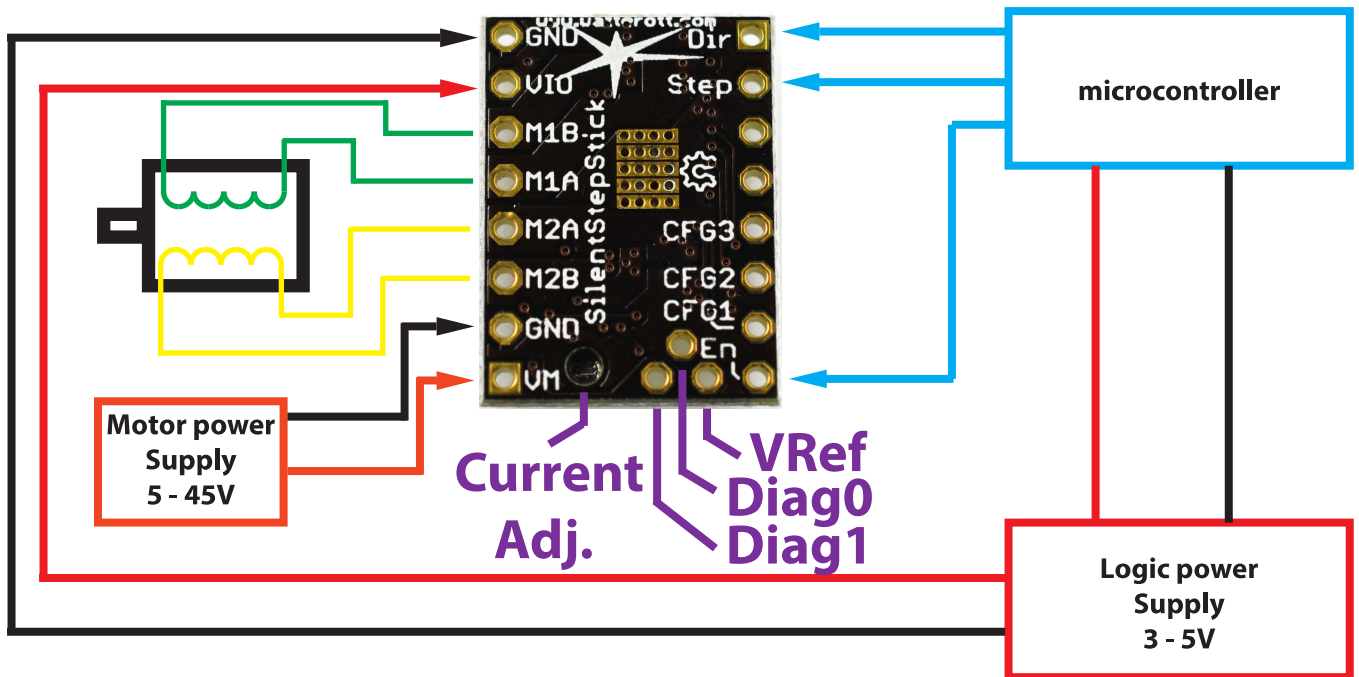 GND
VIO
M1B
M1A
M2A
M2B
GND
VM
SilentStepStick
Dir
Step
CFG3
CFG2
CFG1
En
microcontroller
Motor power
Supply
5 - 45V
Current
Adj.
VRef
Diag0
Diag1
Logic power
Supply
3 - 5V